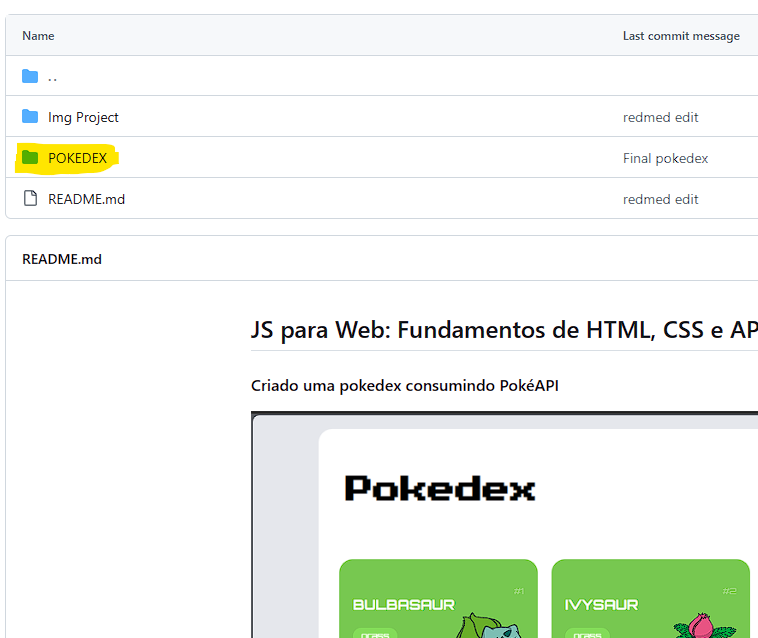 Name Last commit message
..
Img Project redmed edit
POKEDEX Final pokedex
README.md redmed edit
README.md
JS para Web: Fundamentos de HTML, CSS e AP
Criado uma pokedex consumindo PokéAPI
Pokedex
#1 #2
BULBASAUR IVYSAUR
grass grass